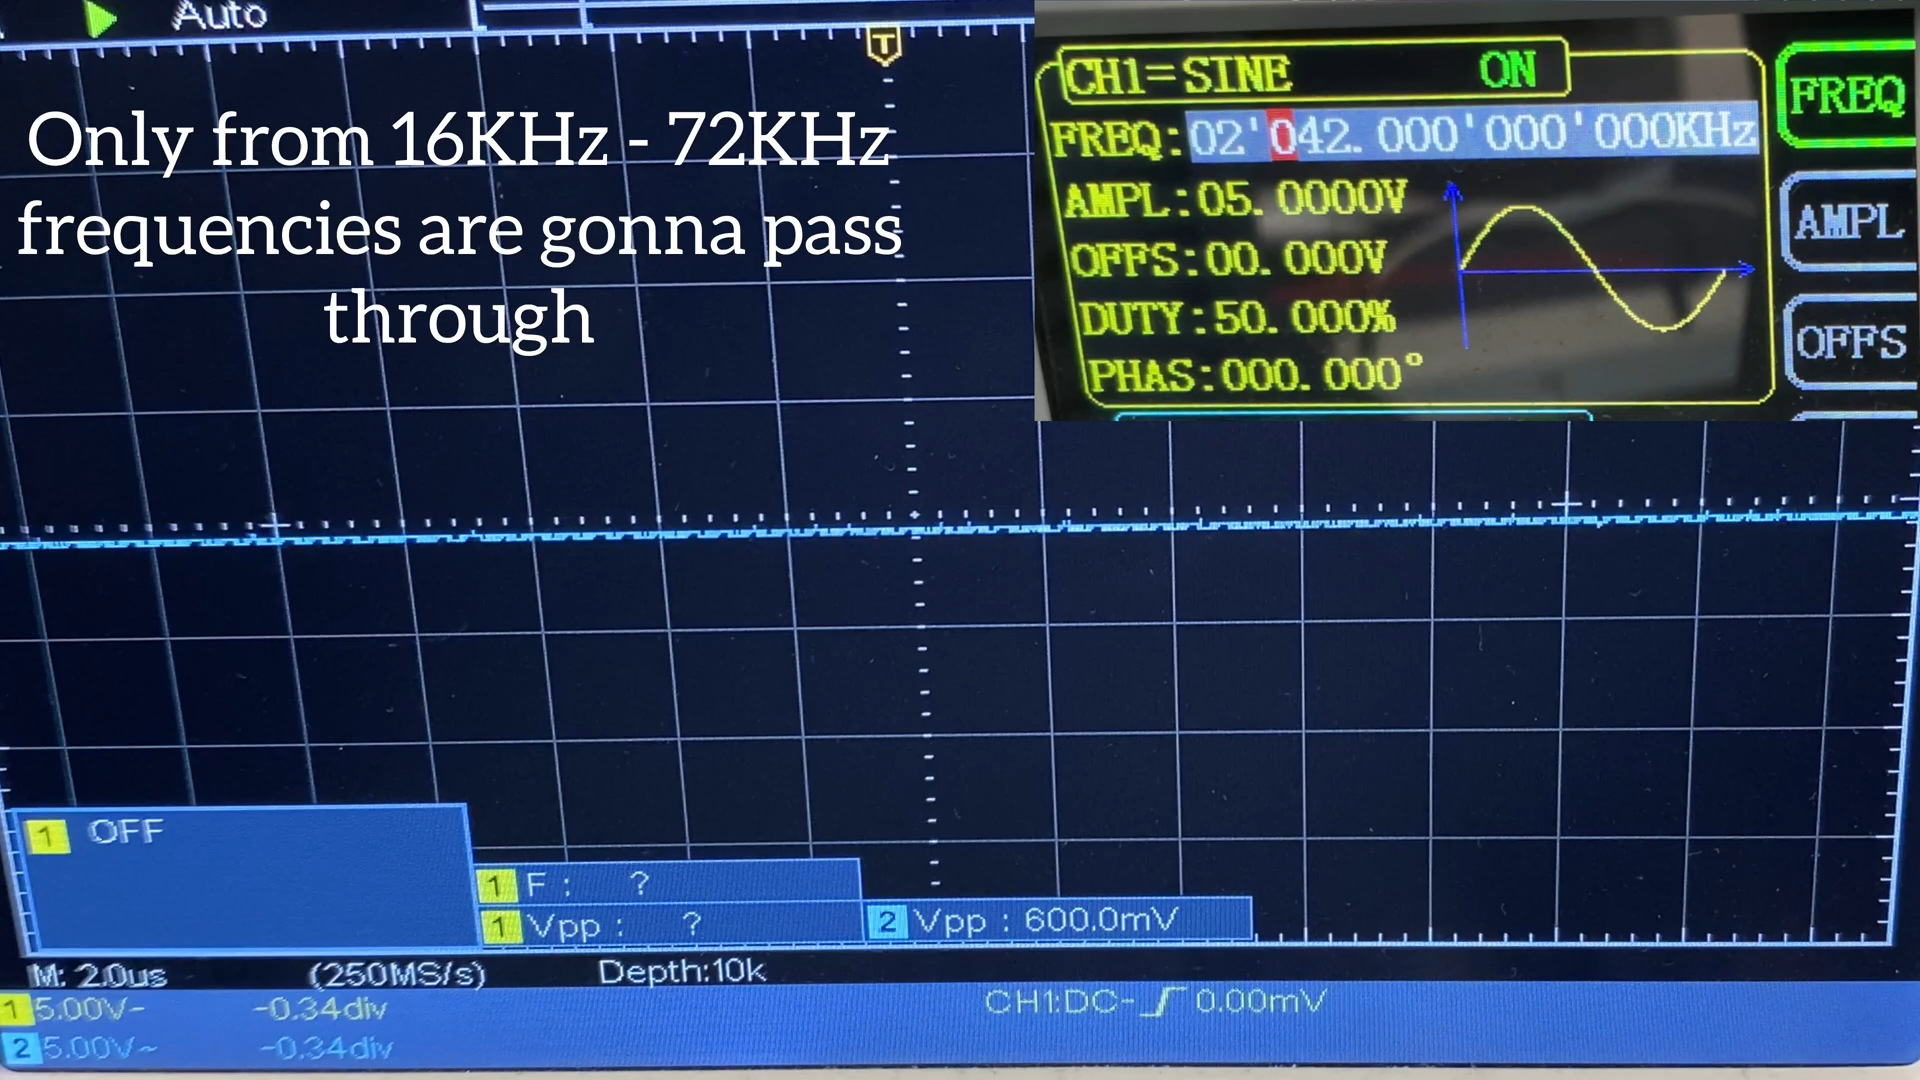 Auto
T
Only from 16KHz - 72KHz
frequencies are gonna pass
through
CH1=SINE ON
FREQ:02'042.000'000'000KHz
AMPL:05.0000V
OFFS:00.000V
DUTY:50.000%
PHAS:000.000°
FREQ
AMPL
OFFS
1 OFF
1 F : ?
1 Vpp : ?
2 Vpp : 600.0mV
M: 2.0us (250MS/s) Depth:10k
1 5.00V~ -0.34div
CH1:DC- 0.00mV
2 5.00V~ -0.34div